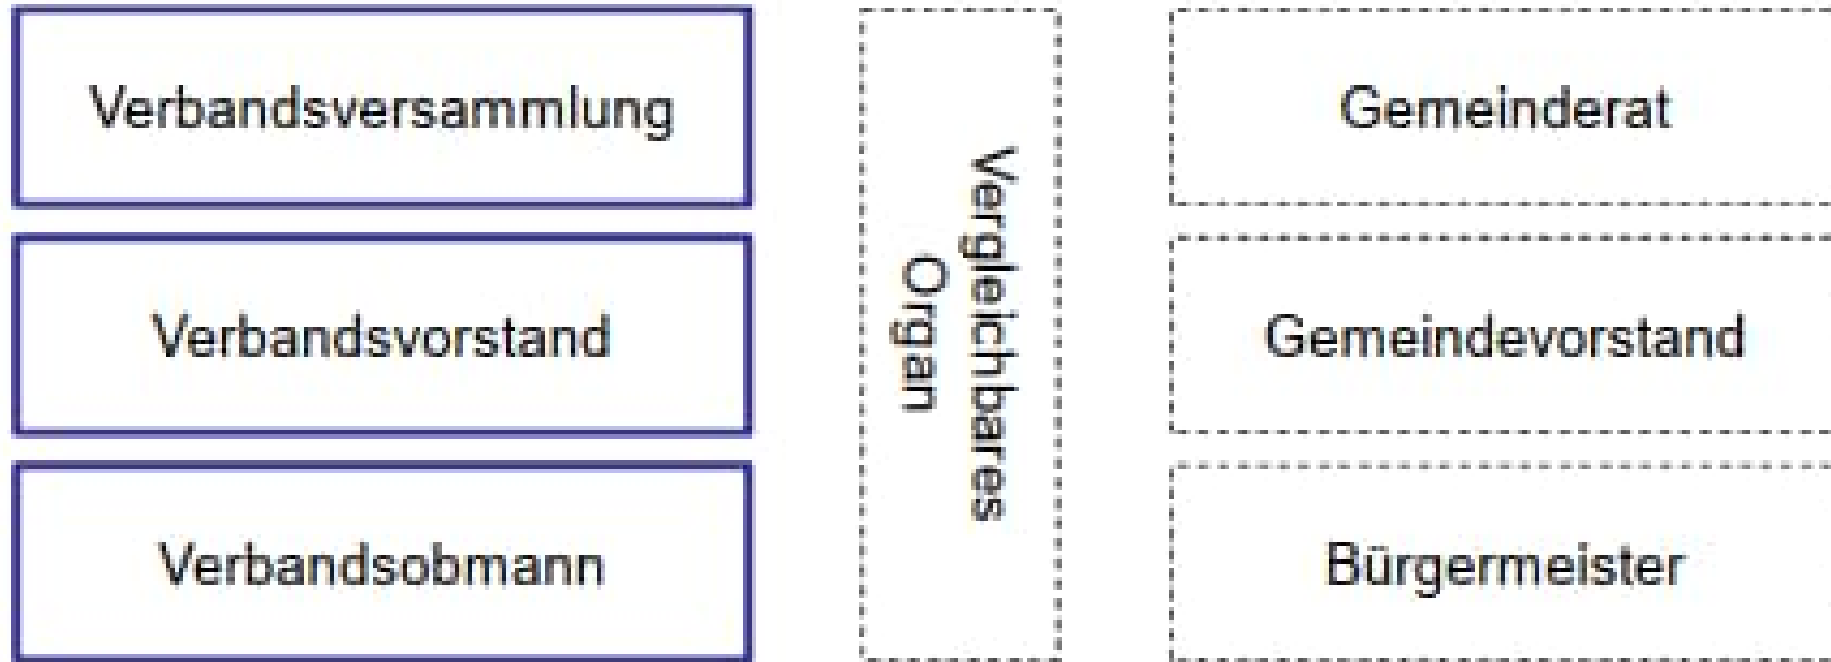 Verbandsversammlung
Verbandsvorstand
Verbandsobmann
Vergleichbares
Organ
Gemeinderat
Gemeindevorstand
Bürgermeister